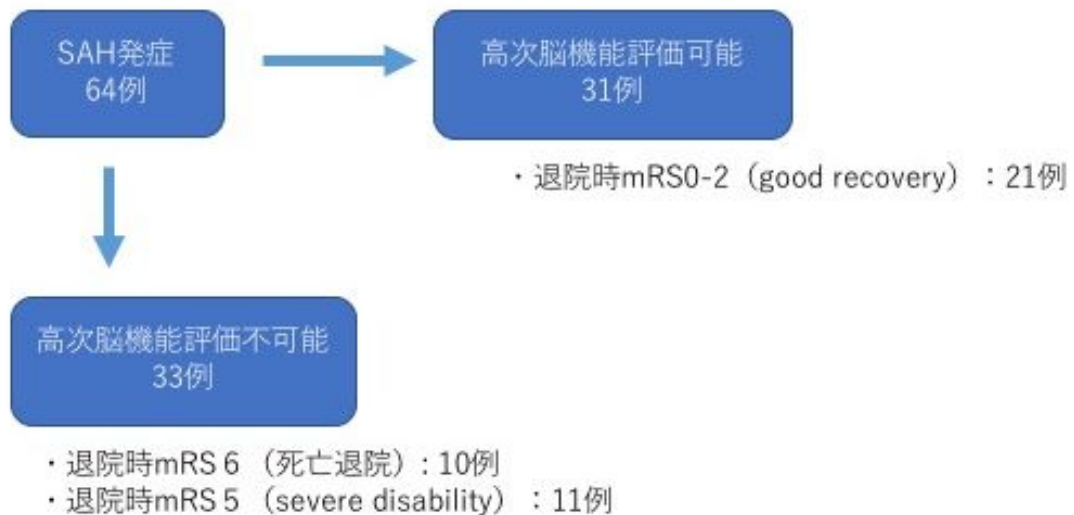 SAH発症
64例
高次脳機能評価可能
31例
・退院時mRS0-2（good recovery）：21例
高次脳機能評価不可能
33例
・退院時mRS 6 （死亡退院）: 10例
・退院時mRS 5 （severe disability）：11例